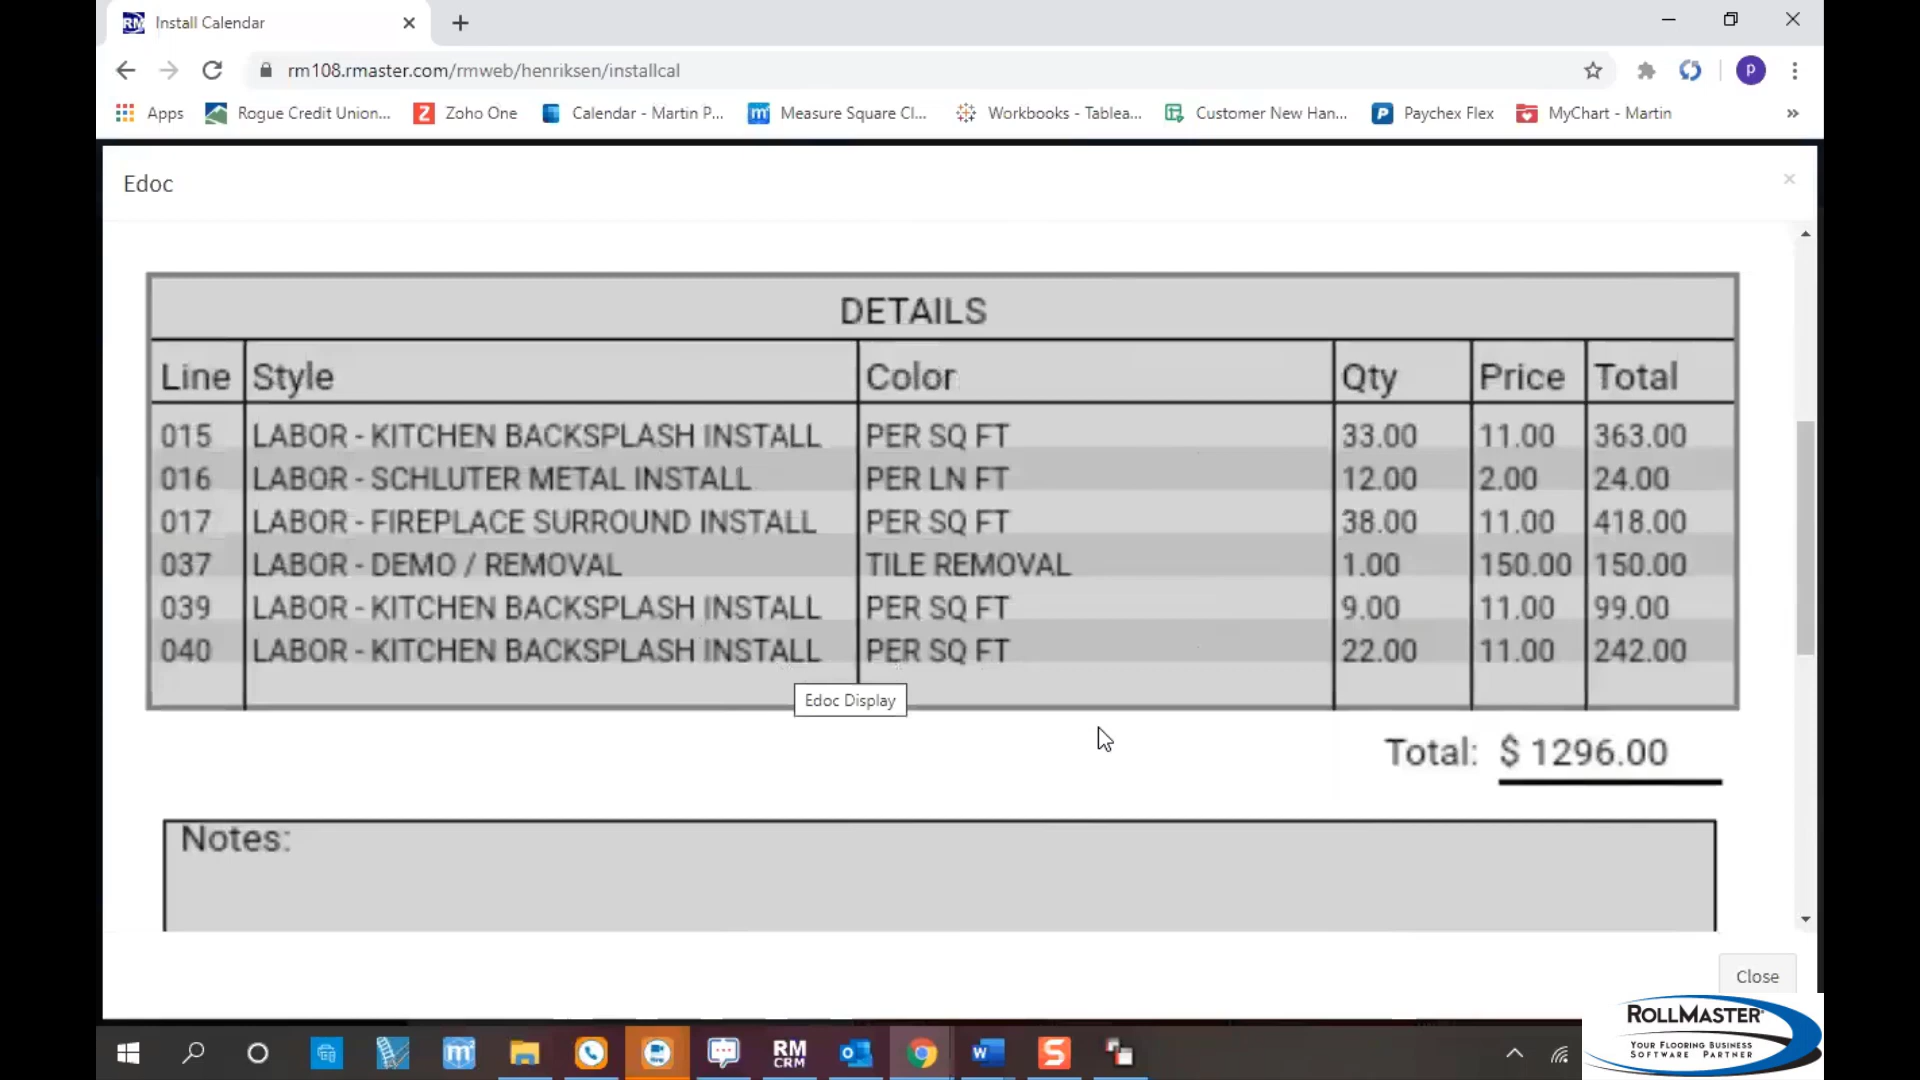 RM Install Calendar
rm108.rmaster.com/rmweb/henriksen/installcal
P
Apps Rogue Credit Union... Z Zoho One Calendar - Martin P... m² Measure Square Cl... Workbooks - Tablea... Customer New Han... P Paychex Flex MyChart - Martin »
Edoc
DETAILS
Line Style Color Qty Price Total
015 LABOR - KITCHEN BACKSPLASH INSTALL PER SQ FT 33.00 11.00 363.00
016 LABOR - SCHLUTER METAL INSTALL PER LN FT 12.00 2.00 24.00
017 LABOR - FIREPLACE SURROUND INSTALL PER SQ FT 38.00 11.00 418.00
037 LABOR - DEMO / REMOVAL TILE REMOVAL 1.00 150.00 150.00
039 LABOR - KITCHEN BACKSPLASH INSTALL PER SQ FT 9.00 11.00 99.00
040 LABOR - KITCHEN BACKSPLASH INSTALL PER SQ FT 22.00 11.00 242.00
Edoc Display
Total: $ 1296.00
Notes:
Close
RM
CRM
ROLLMASTER
YOUR FLOORING BUSINESS
SOFTWARE PARTNER